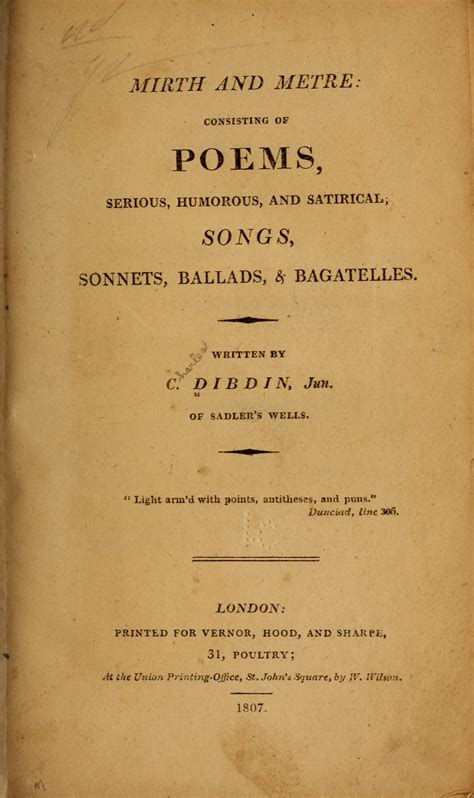 MIRTH AND METRE:
CONSISTING OF
POEMS,
SERIOUS, HUMOROUS, AND SATIRICAL;
SONGS,
SONNETS, BALLADS, & BAGATELLES.
WRITTEN BY
Charles
C. DIBDIN, Jun.
OF SADLER'S WELLS.
"Light arm'd with points, antitheses, and puns."
Dunciad, line 306.
LONDON:
PRINTED FOR VERNOR, HOOD, AND SHARPE,
31, POULTRY;
At the Union Printing-Office, St. John's Square, by W. Wilson.
1807.